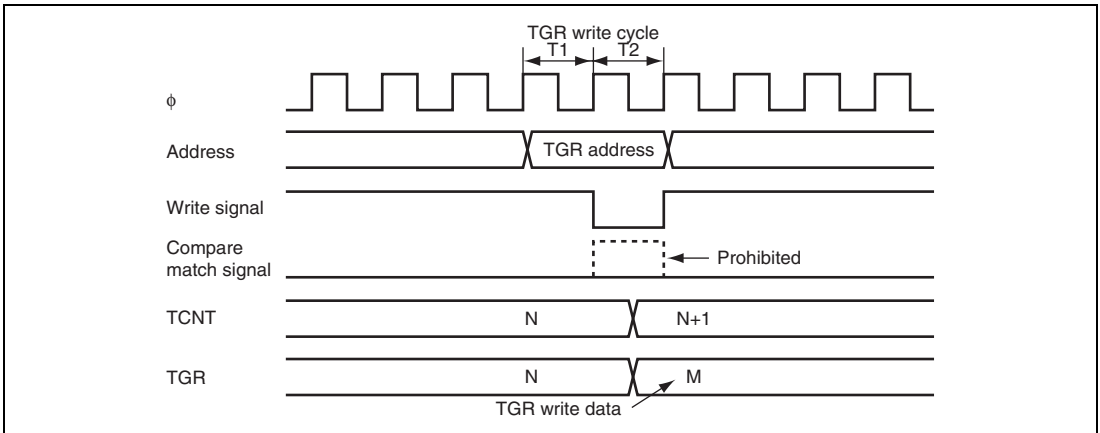 TGR write cycle
T1 T2
ϕ
Address TGR address
Write signal
Compare
match signal Prohibited
TCNT N N+1
TGR N M
TGR write data